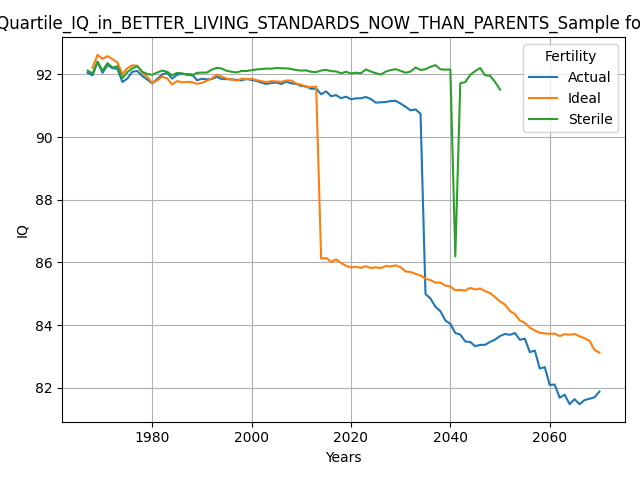 Quartile_IQ_in_BETTER_LIVING_STANDARDS_NOW_THAN_PARENTS_Sample fo
Fertility
Actual
Ideal
Sterile
92
90
88
86
84
82
IQ
1980
2000
2020
2040
2060
Years